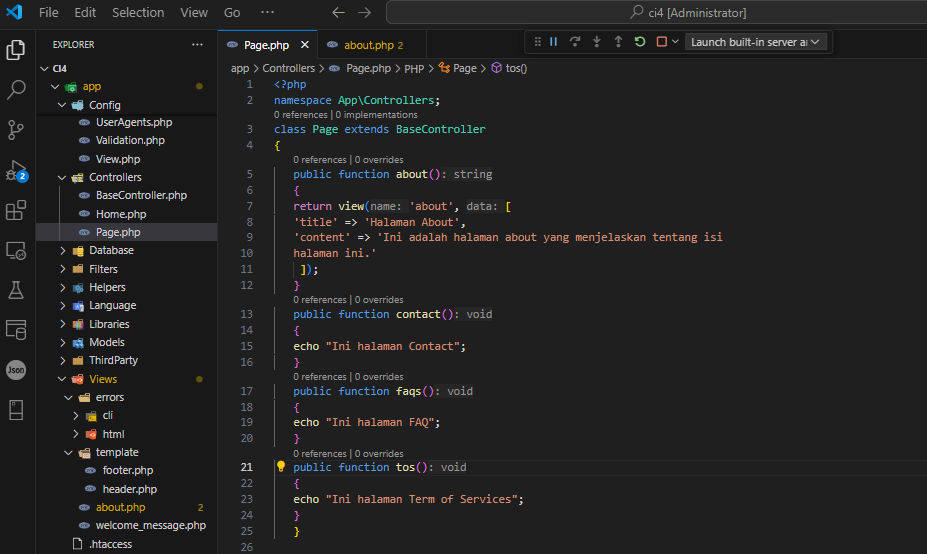 File Edit Selection View Go ··· ci4 [Administrator]
EXPLORER ···
CI4
app
Config
UserAgents.php
Validation.php
View.php
Controllers
BaseController.php
Home.php
Page.php
Database
Filters
Helpers
Language
Libraries
Models
ThirdParty
Views
errors
cli
html
template
footer.php
header.php
about.php 2
welcome_message.php
.htaccess
2
Json
Page.php about.php 2
Launch built-in server ar
app > Controllers > Page.php > PHP > Page > tos()
1 <?php
2 namespace App\Controllers;
0 references | 0 implementations
3 class Page extends BaseController
4 {
0 references | 0 overrides
5 public function about(): string
6 {
7 return view(name: 'about', data: [
8 'title' => 'Halaman About',
9 'content' => 'Ini adalah halaman about yang menjelaskan tentang isi
10 halaman ini.'
11 ]);
12 }
0 references | 0 overrides
13 public function contact(): void
14 {
15 echo "Ini halaman Contact";
16 }
0 references | 0 overrides
17 public function faqs(): void
18 {
19 echo "Ini halaman FAQ";
20 }
0 references | 0 overrides
21 public function tos(): void
22 {
23 echo "Ini halaman Term of Services";
24 }
25 }
26